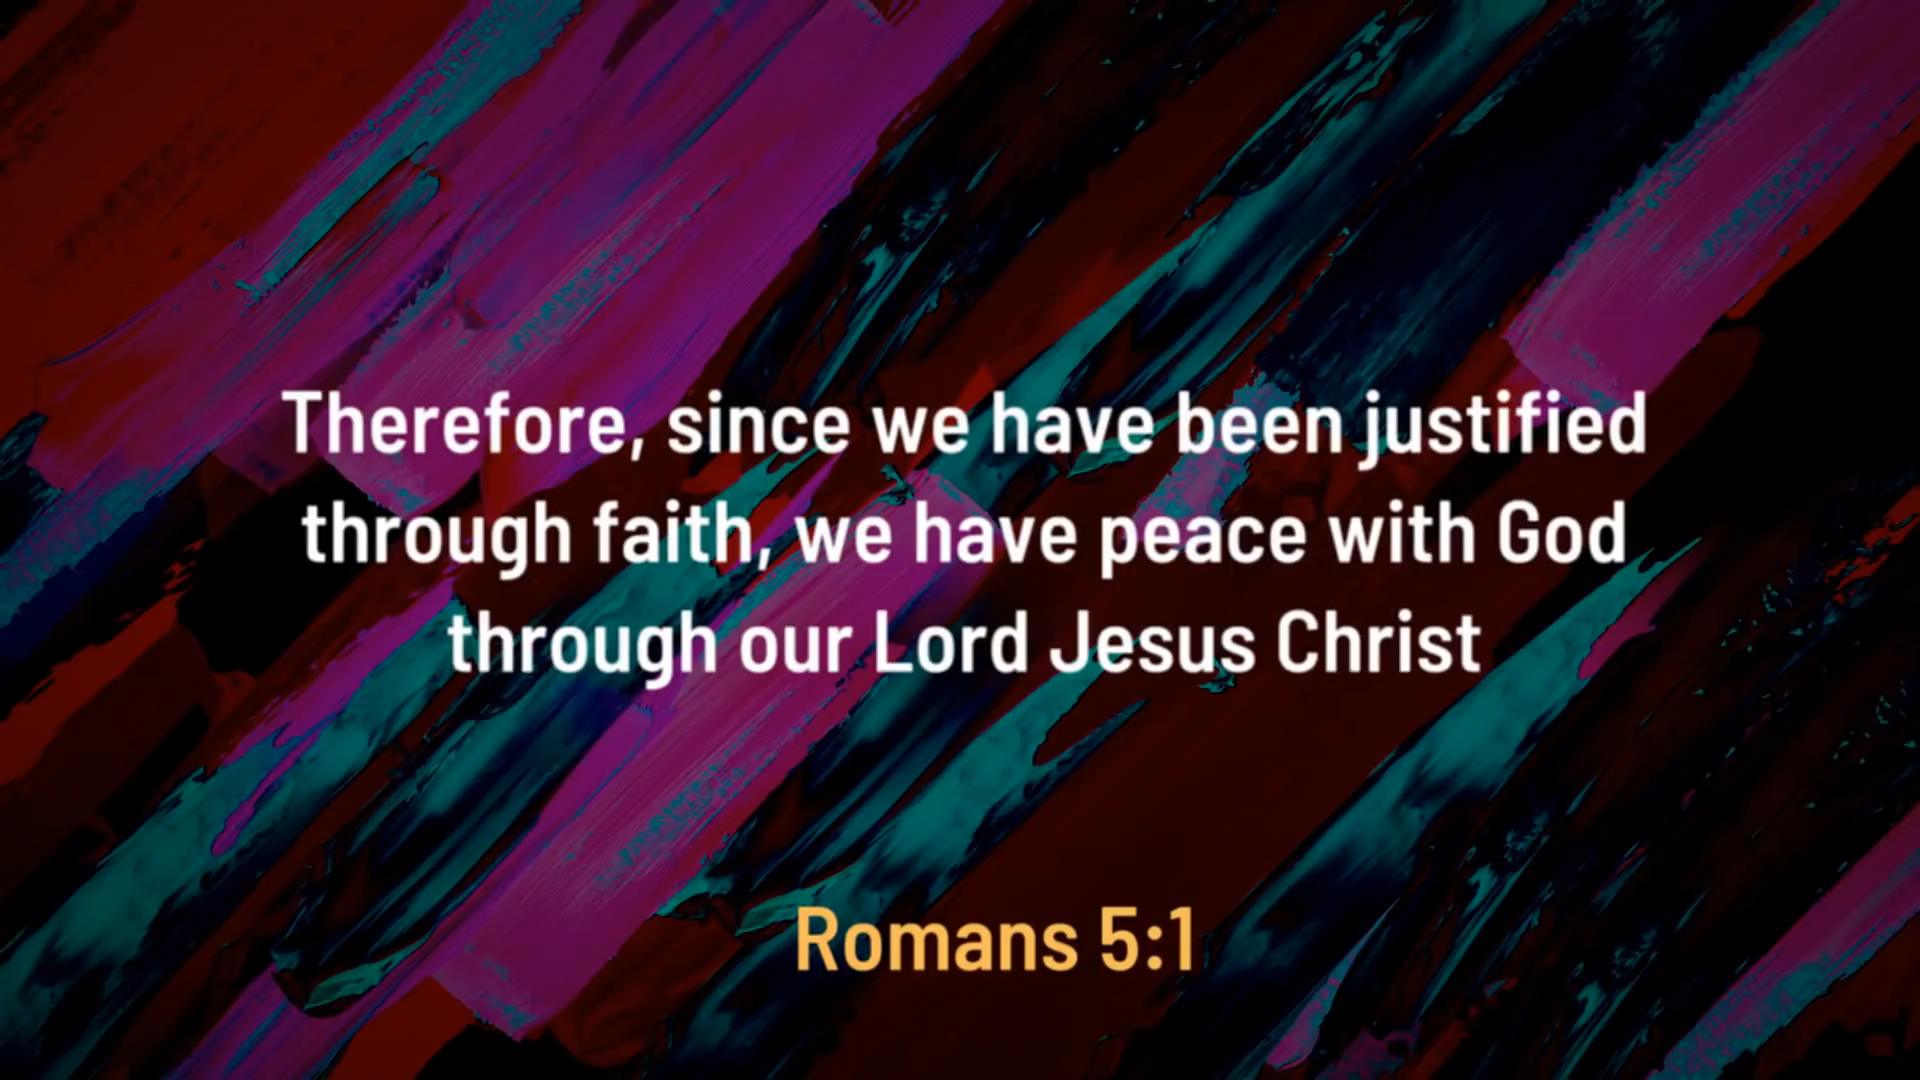 Therefore, since we have been justified
through faith, we have peace with God
through our Lord Jesus Christ
Romans 5:1